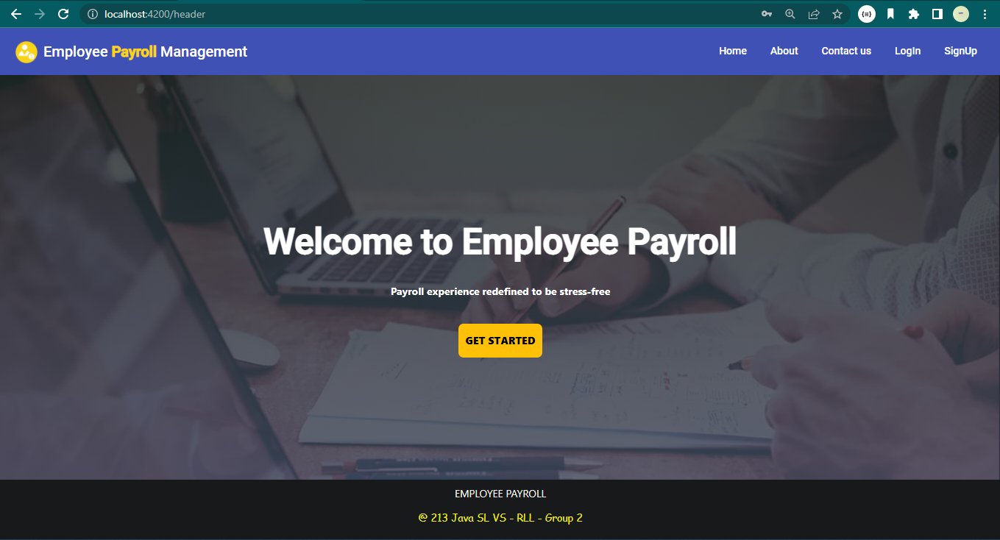 localhost:4200/header
Employee Payroll Management
Home About Contact us LogIn SignUp
Welcome to Employee Payroll
Payroll experience redefined to be stress-free
GET STARTED
EMPLOYEE PAYROLL
@ 213 Java SL VS - RLL - Group 2